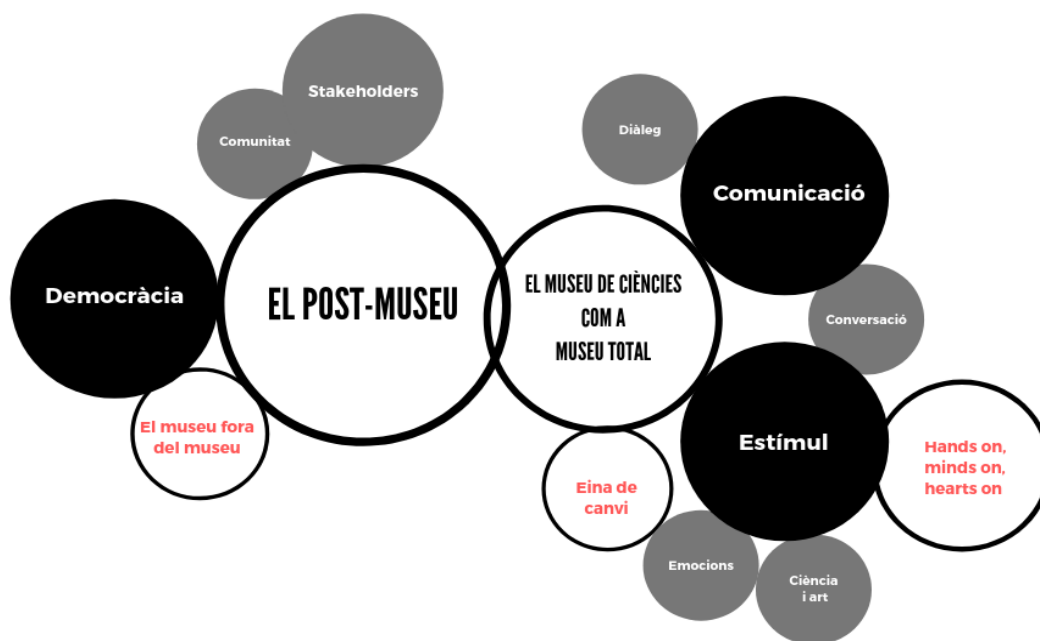 Stakeholders
Comunitat
Democràcia
EL POST-MUSEU
El museu fora
del museu
Diàleg
Comunicació
EL MUSEU DE CIÈNCIES
COM A
MUSEU TOTAL
Conversació
Estímul
Hands on,
minds on,
hearts on
Eina de
canvi
Emocions
Ciència
i art